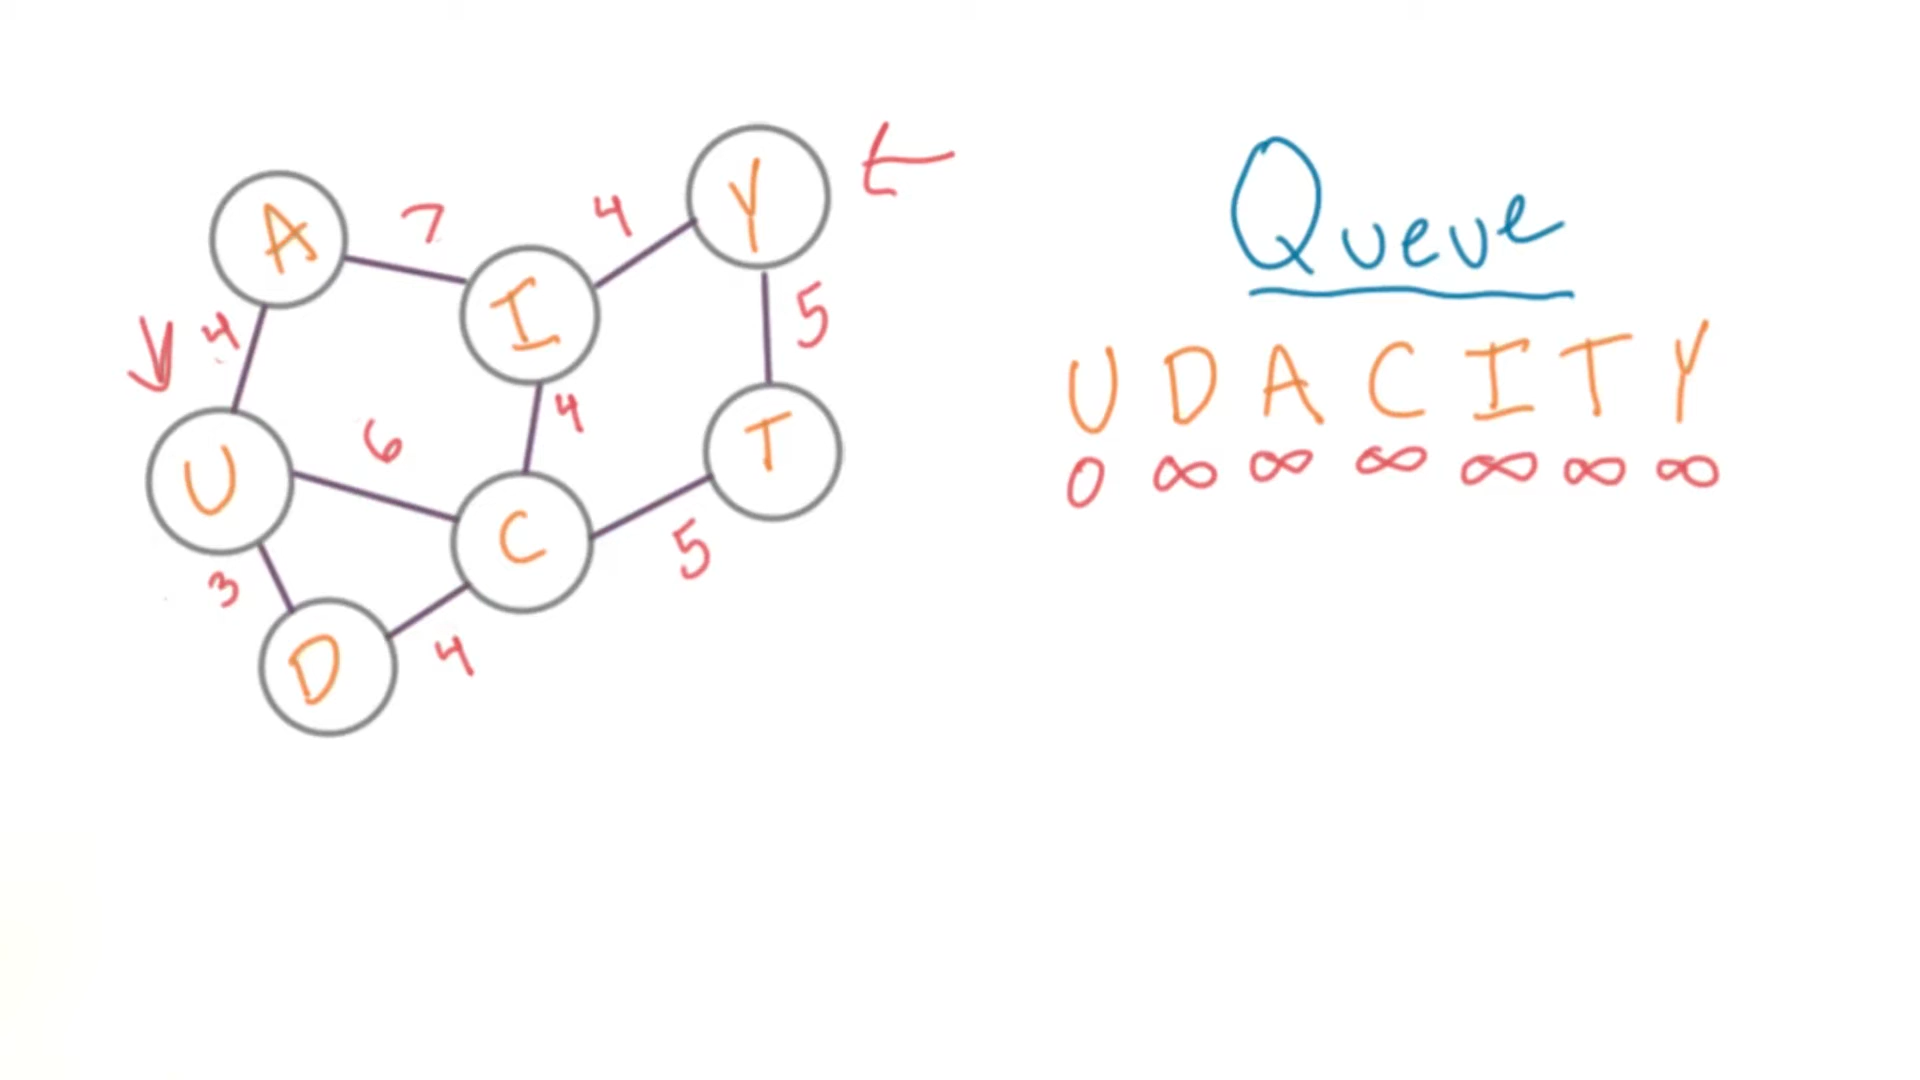 A 7 4 Y
I
4 5
U 6 4 T
C 5
3
D 4
Queue
U D A C I T Y
0 ∞ ∞ ∞ ∞ ∞ ∞